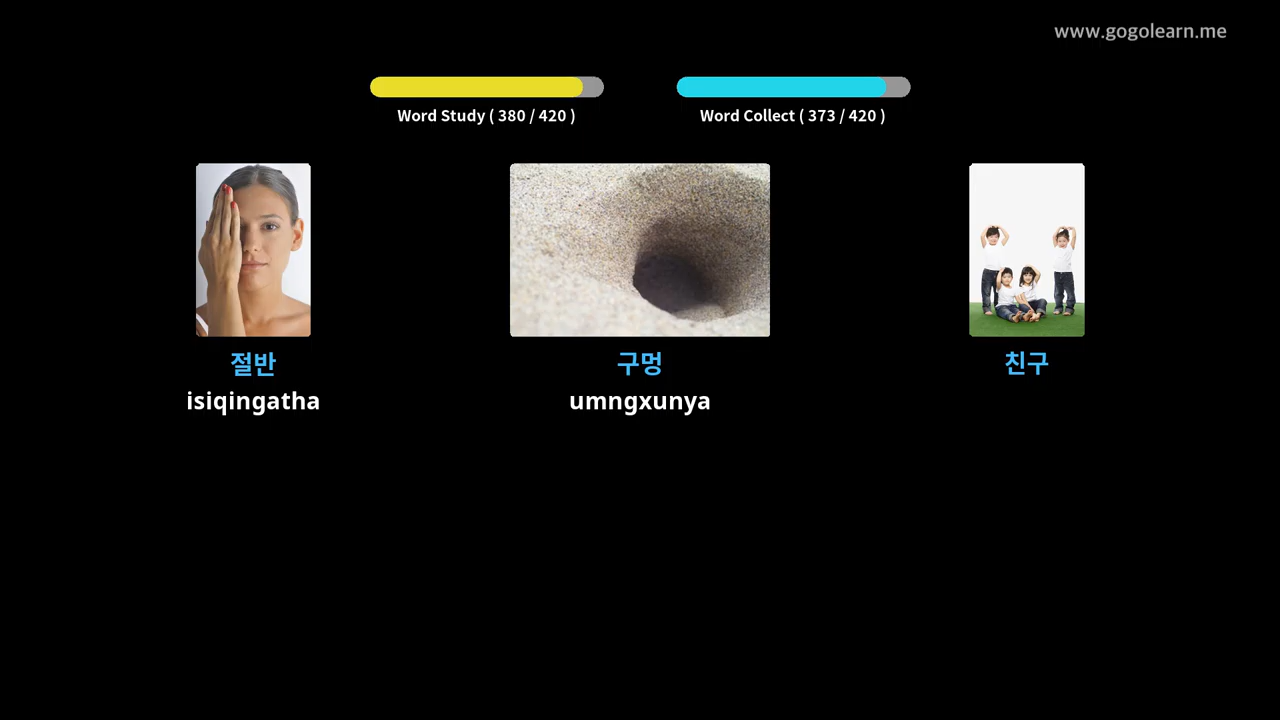 www.gogolearn.me
Word Study ( 380 / 420 )
Word Collect ( 373 / 420 )
절반
구멍
친구
isiqingatha
umngxunya